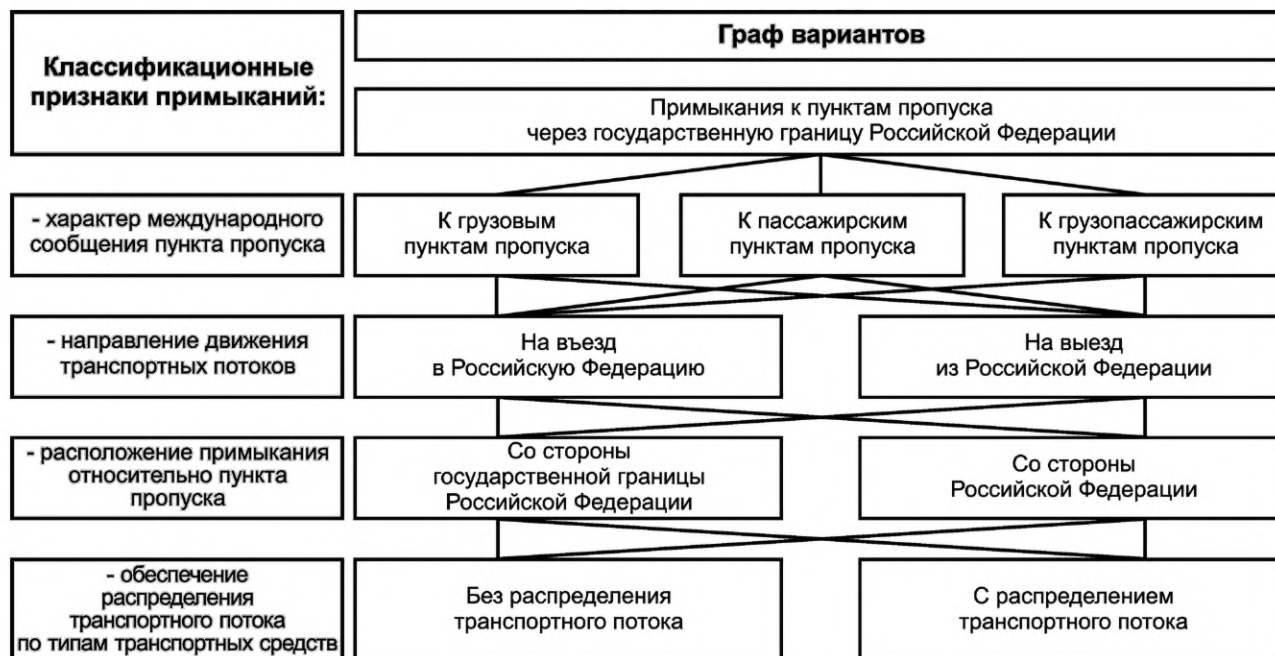 Классификационные
признаки примыканий:
Граф вариантов
Примыкания к пунктам пропуска
через государственную границу Российской Федерации
- характер международного
сообщения пункта пропуска
К грузовым
пунктам пропуска
К пассажирским
пунктам пропуска
К грузопассажирским
пунктам пропуска
- направление движения
транспортных потоков
На въезд
в Российскую Федерацию
На выезд
из Российской Федерации
- расположение примыкания
относительно пункта
пропуска
Со стороны
государственной границы
Российской Федерации
Со стороны
Российской Федерации
- обеспечение
распределения
транспортного потока
по типам транспортных средств
Без распределения
транспортного потока
С распределением
транспортного потока